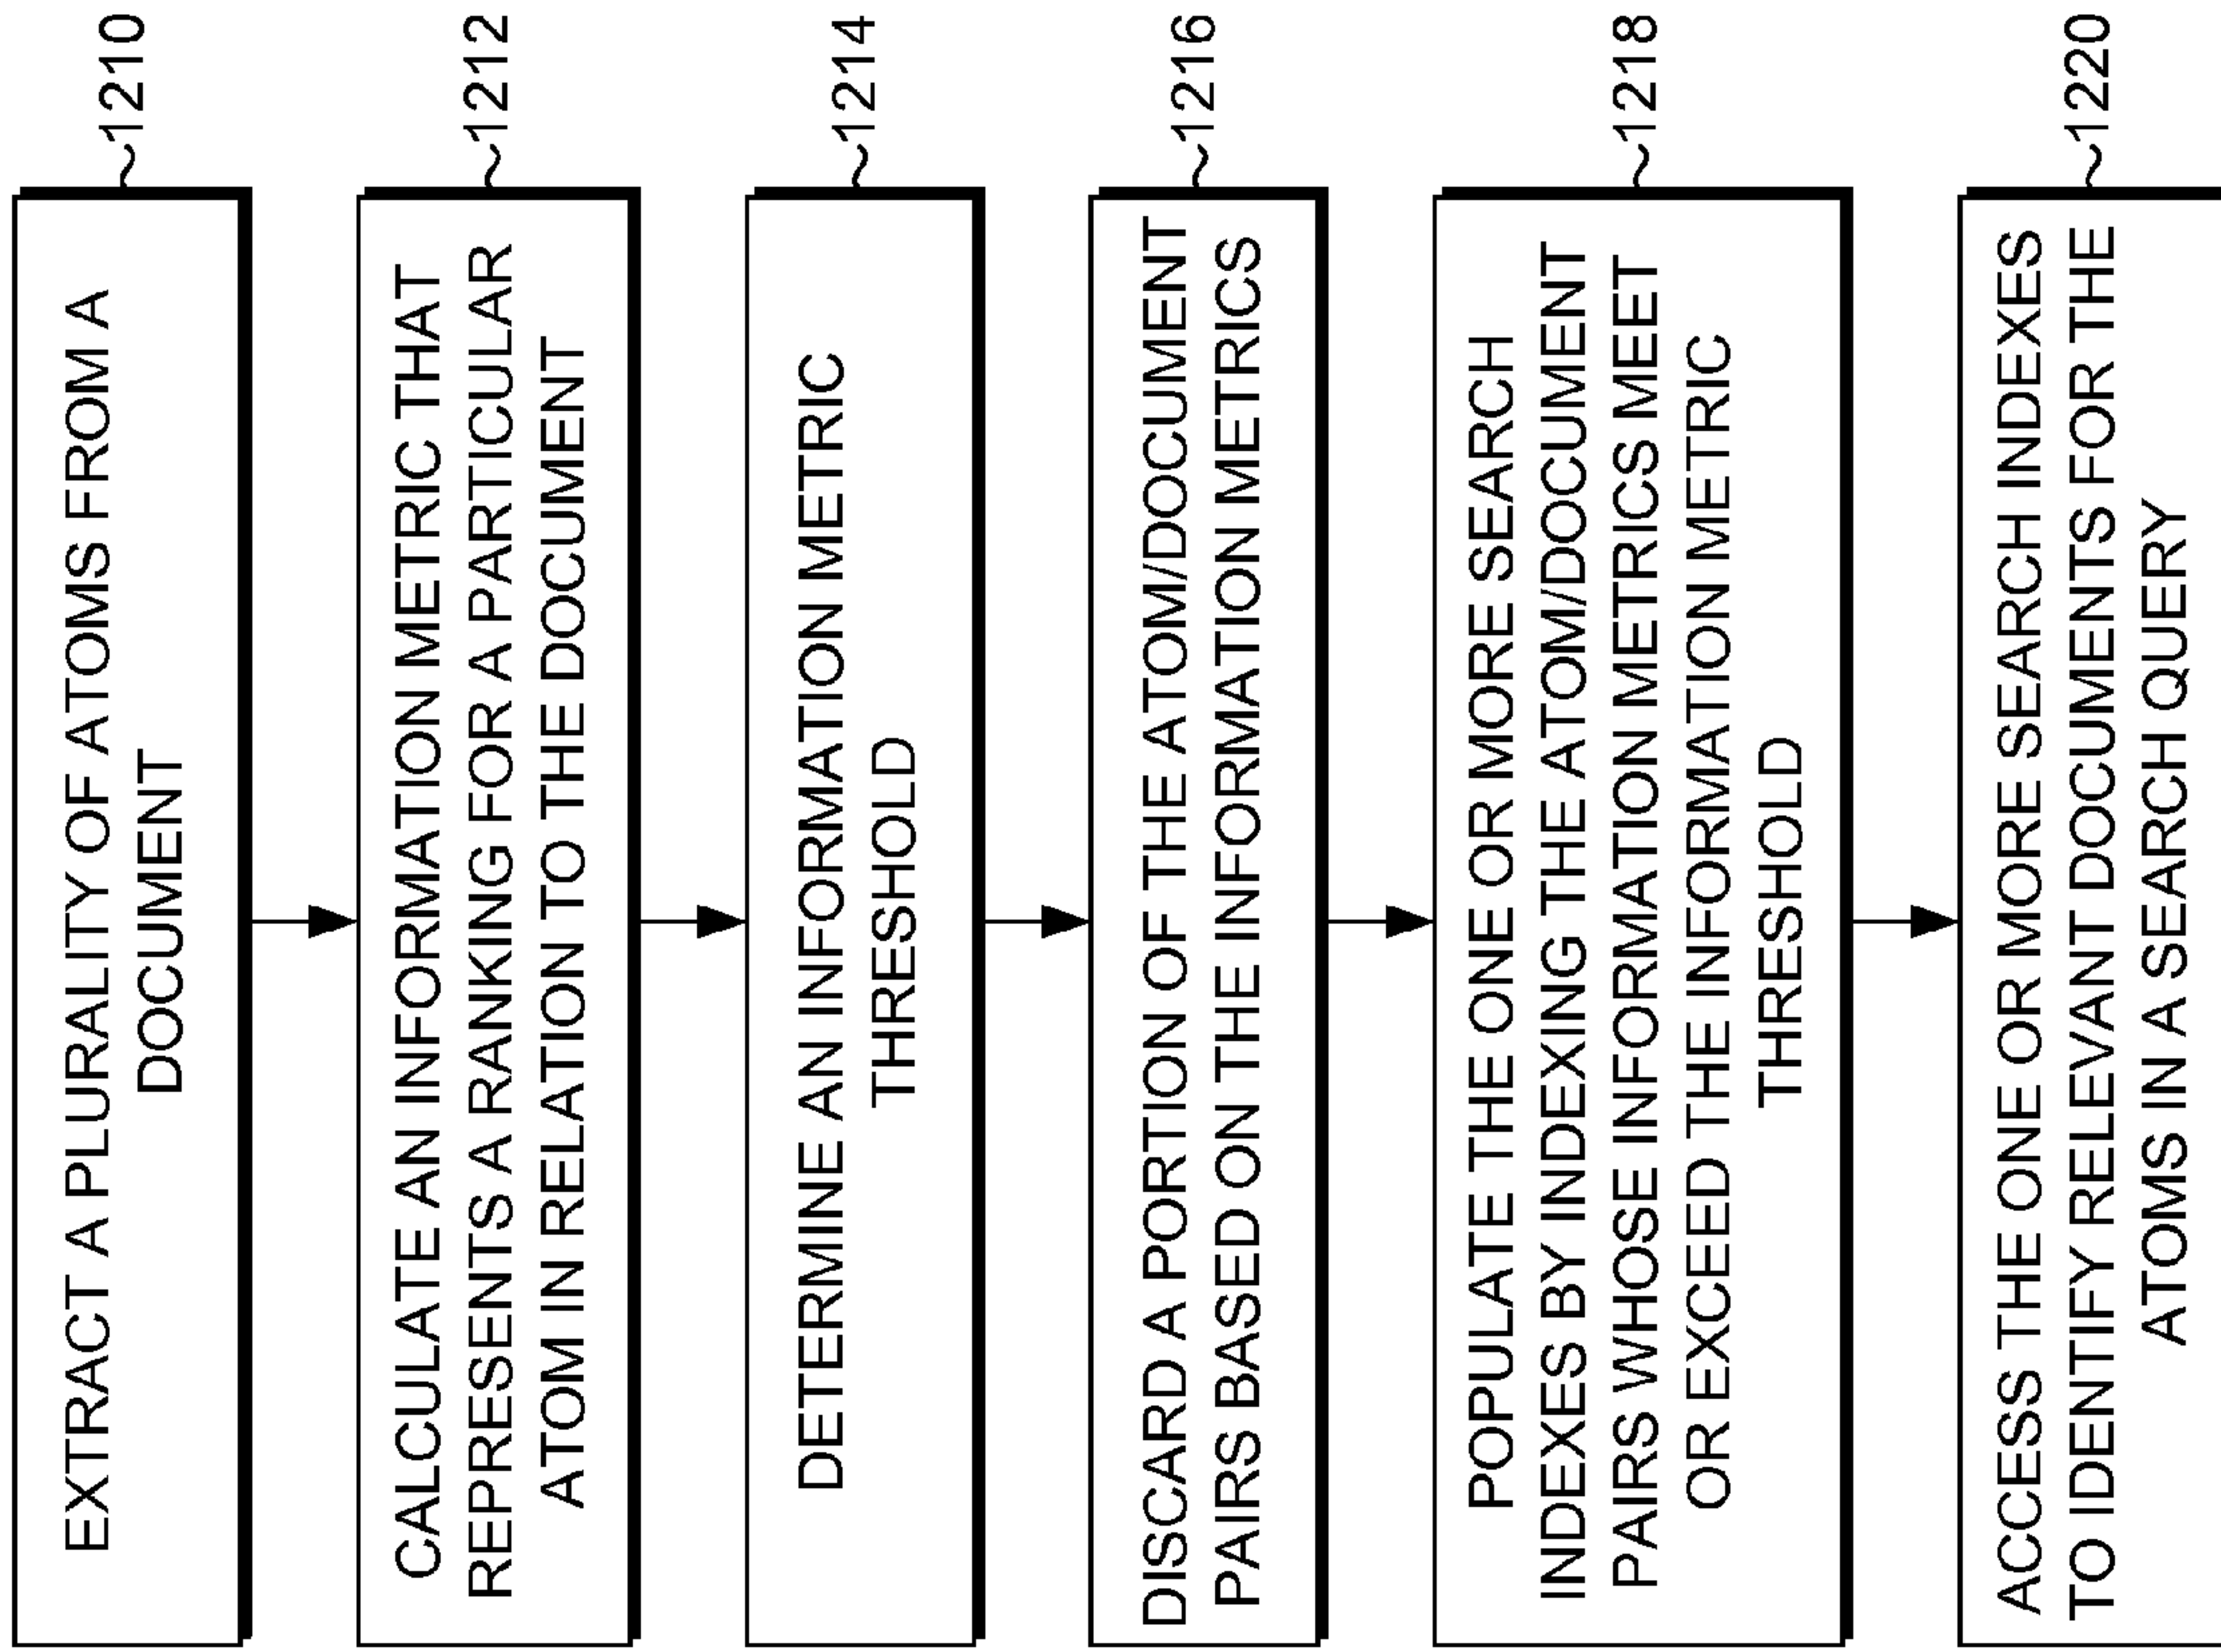 EXTRACT A PLURALITY OF ATOMS FROM A
DOCUMENT
~1210
CALCULATE AN INFORMATION METRIC THAT
REPRESENTS A RANKING FOR A PARTICULAR
ATOM IN RELATION TO THE DOCUMENT
~1212
DETERMINE AN INFORMATION METRIC
THRESHOLD
~1214
DISCARD A PORTION OF THE ATOM/DOCUMENT
PAIRS BASED ON THE INFORMATION METRICS
~1216
POPULATE THE ONE OR MORE SEARCH
INDEXES BY INDEXING THE ATOM/DOCUMENT
PAIRS WHOSE INFORMATION METRICS MEET
OR EXCEED THE INFORMATION METRIC
THRESHOLD
~1218
ACCESS THE ONE OR MORE SEARCH INDEXES
TO IDENTIFY RELEVANT DOCUMENTS FOR THE
ATOMS IN A SEARCH QUERY
~1220